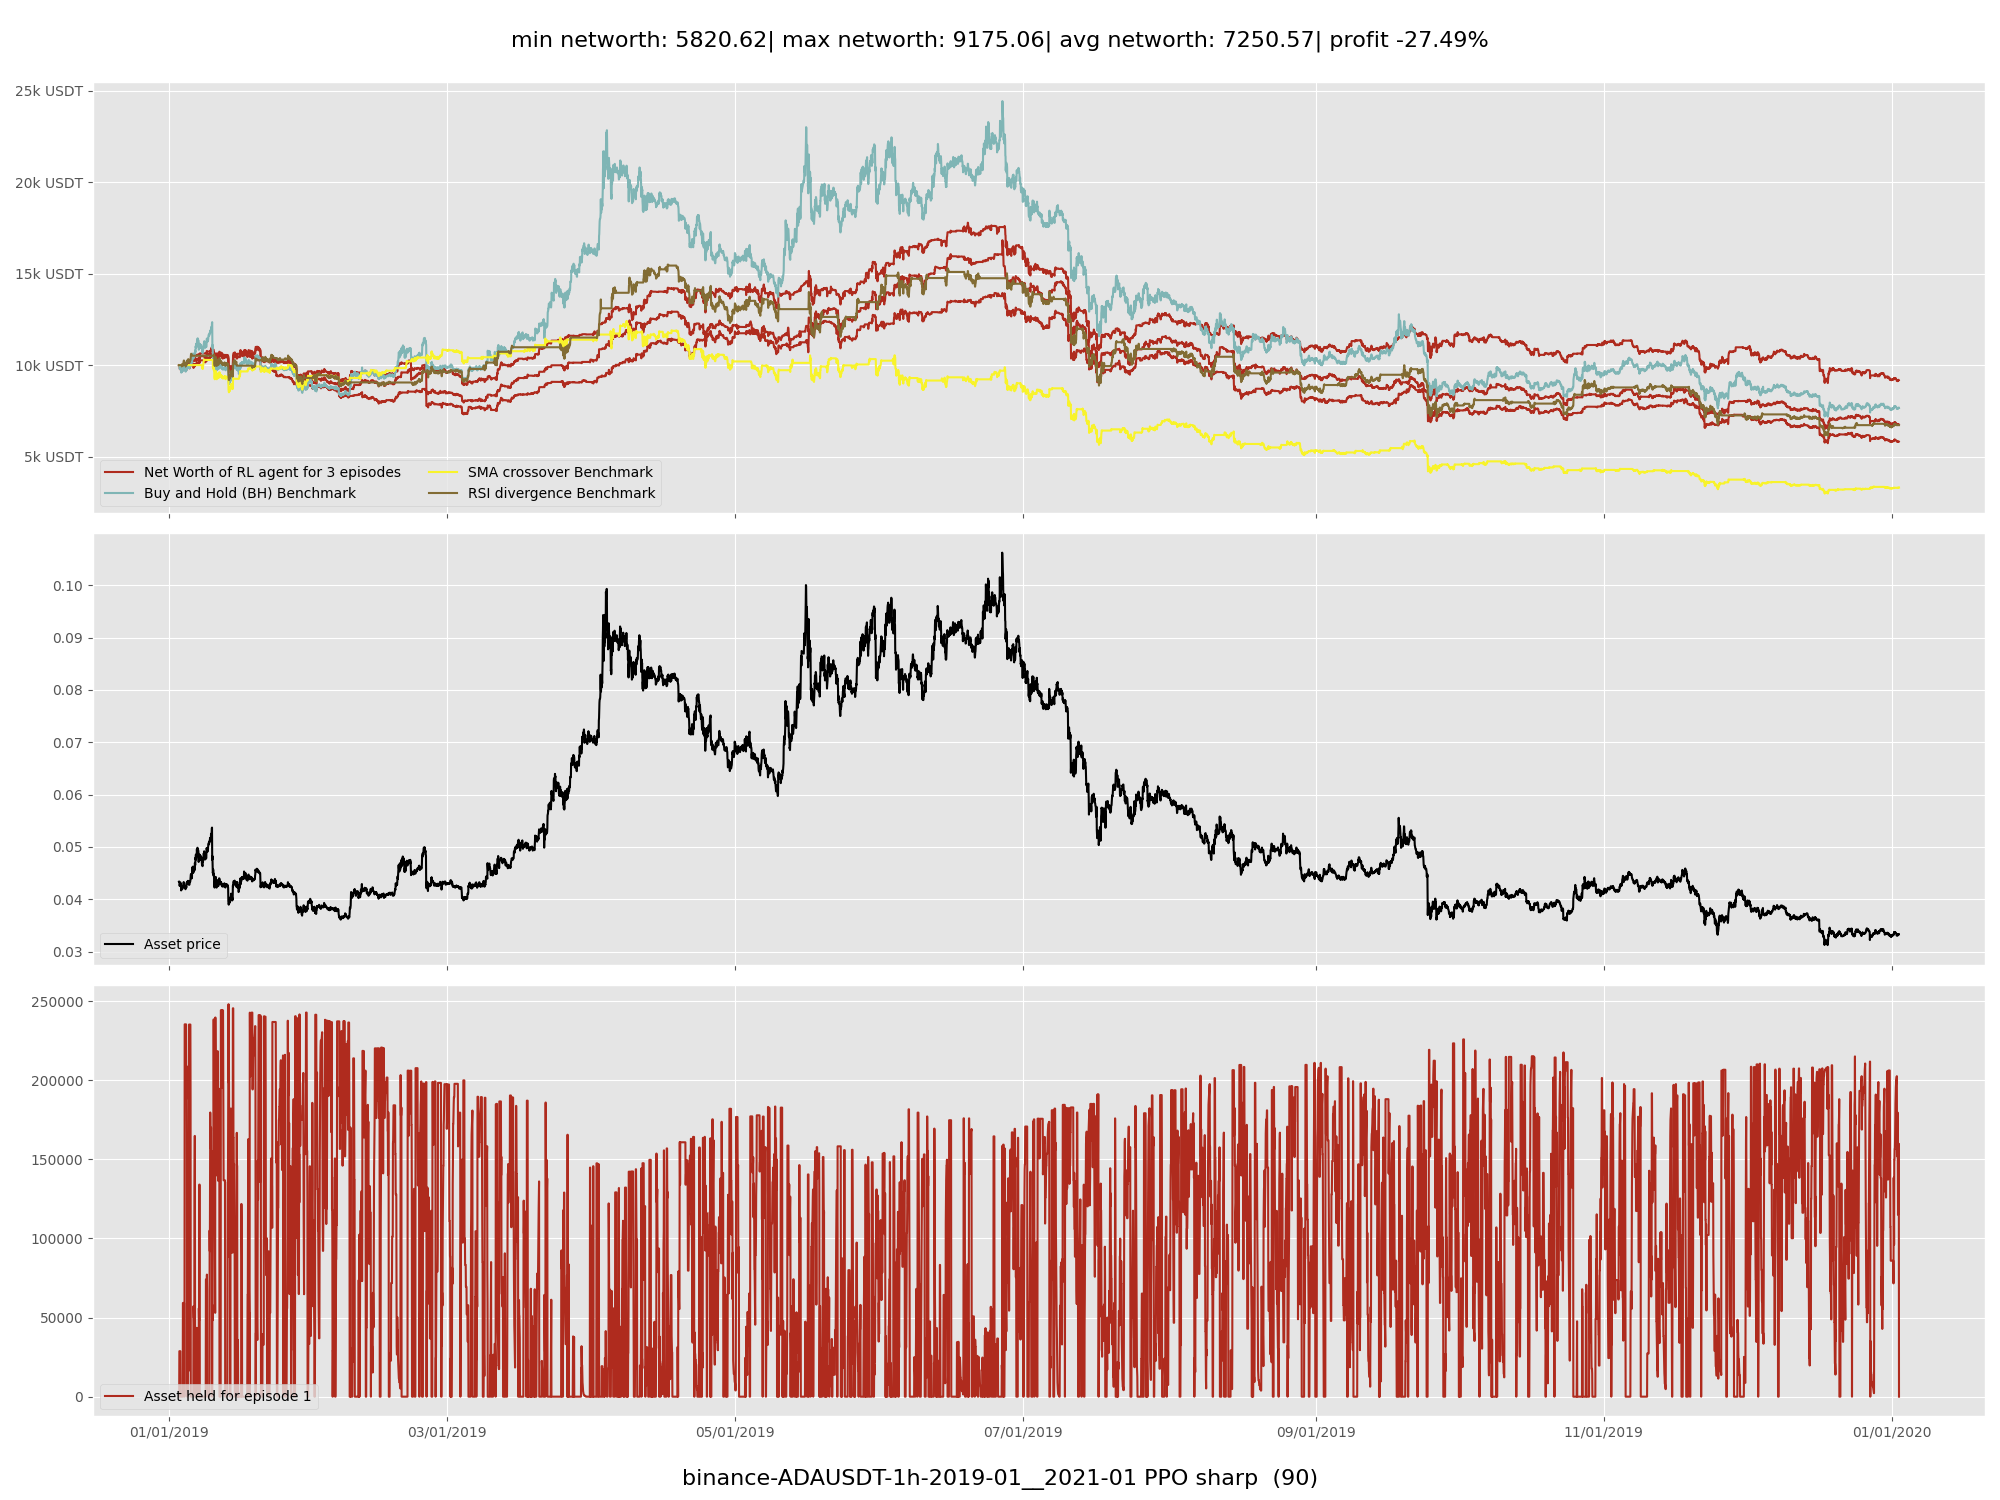 min networth: 5820.62| max networth: 9175.06| avg networth: 7250.57| profit -27.49%
25k USDT
20k USDT
15k USDT
10k USDT
5k USDT
Net Worth of RL agent for 3 episodes
Buy and Hold (BH) Benchmark
SMA crossover Benchmark
RSI divergence Benchmark
0.10
0.09
0.08
0.07
0.06
0.05
0.04
0.03
Asset price
250000
200000
150000
100000
50000
0
Asset held for episode 1
01/01/2019 03/01/2019 05/01/2019 07/01/2019 09/01/2019 11/01/2019 01/01/2020
binance-ADAUSDT-1h-2019-01__2021-01 PPO sharp  (90)